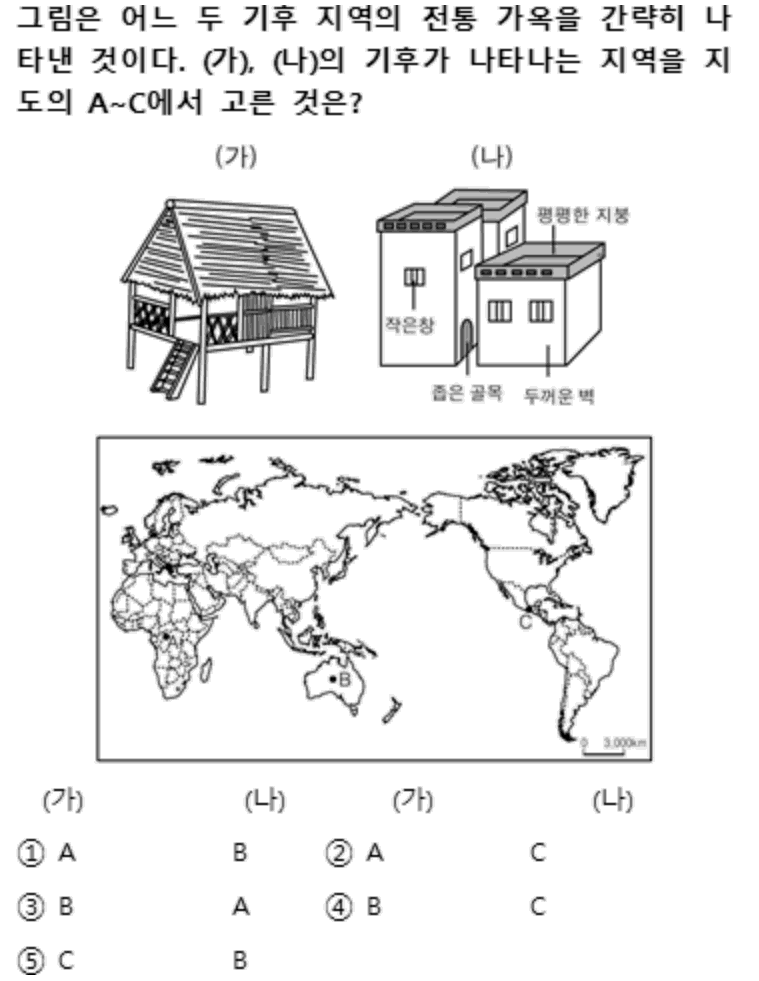 그림은 어느 두 기후 지역의 전통 가옥을 간략히 나
타낸 것이다. (가), (나)의 기후가 나타나는 지역을 지
도의 A~C에서 고른 것은?
(가) (나)
평평한 지붕
작은창
좁은 골목 두꺼운 벽
C
B
0 3,000km
(가) (나) (가) (나)
① A B ② A C
③ B A ④ B C
⑤ C B